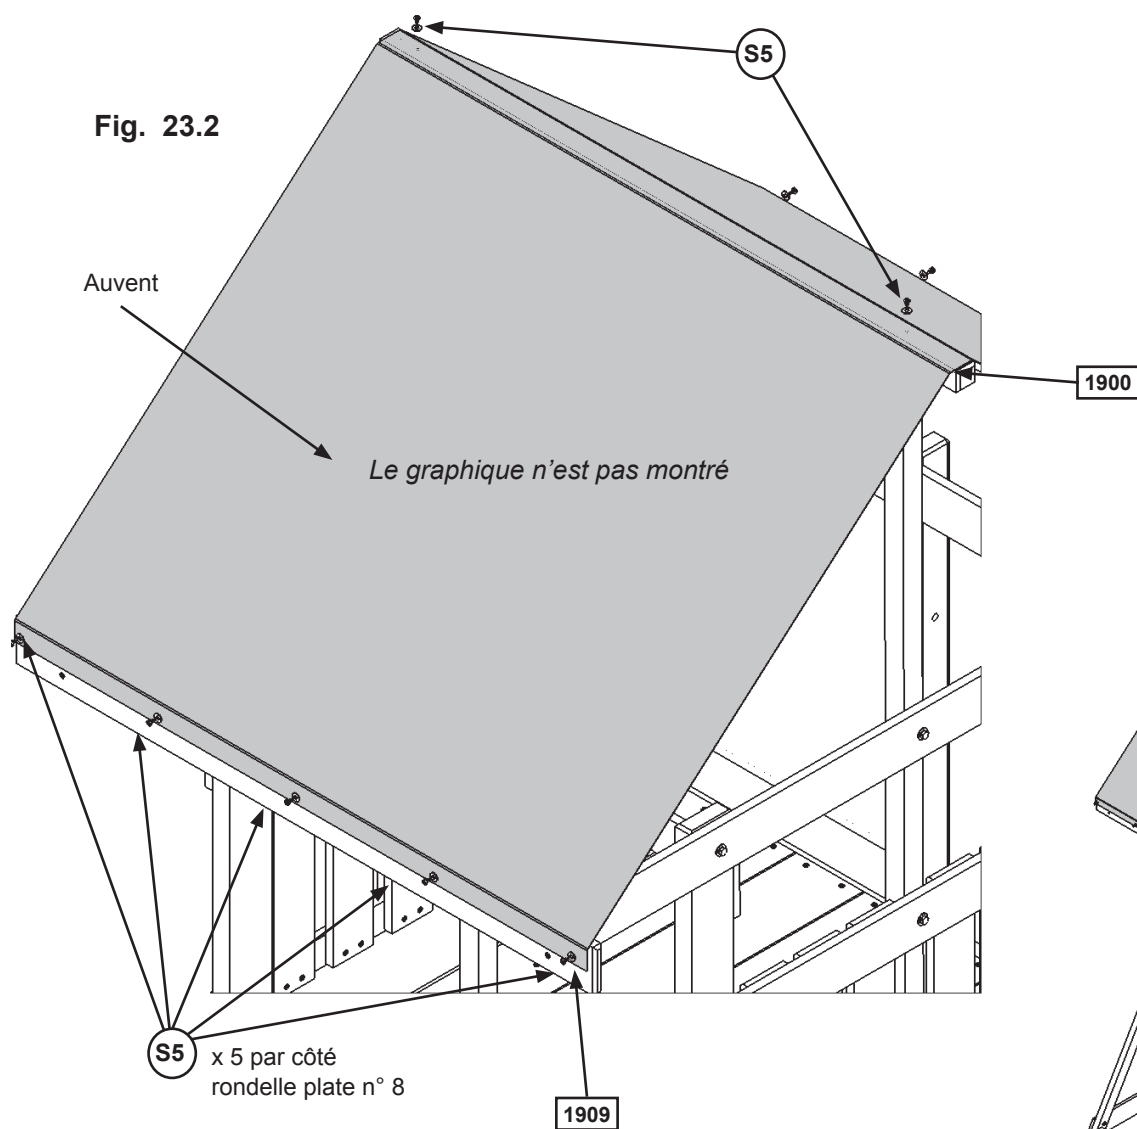 S5
Fig. 23.2
Auvent
1900
Le graphique n'est pas montré
S5
x 5 par côté
rondelle plate n° 8
1909